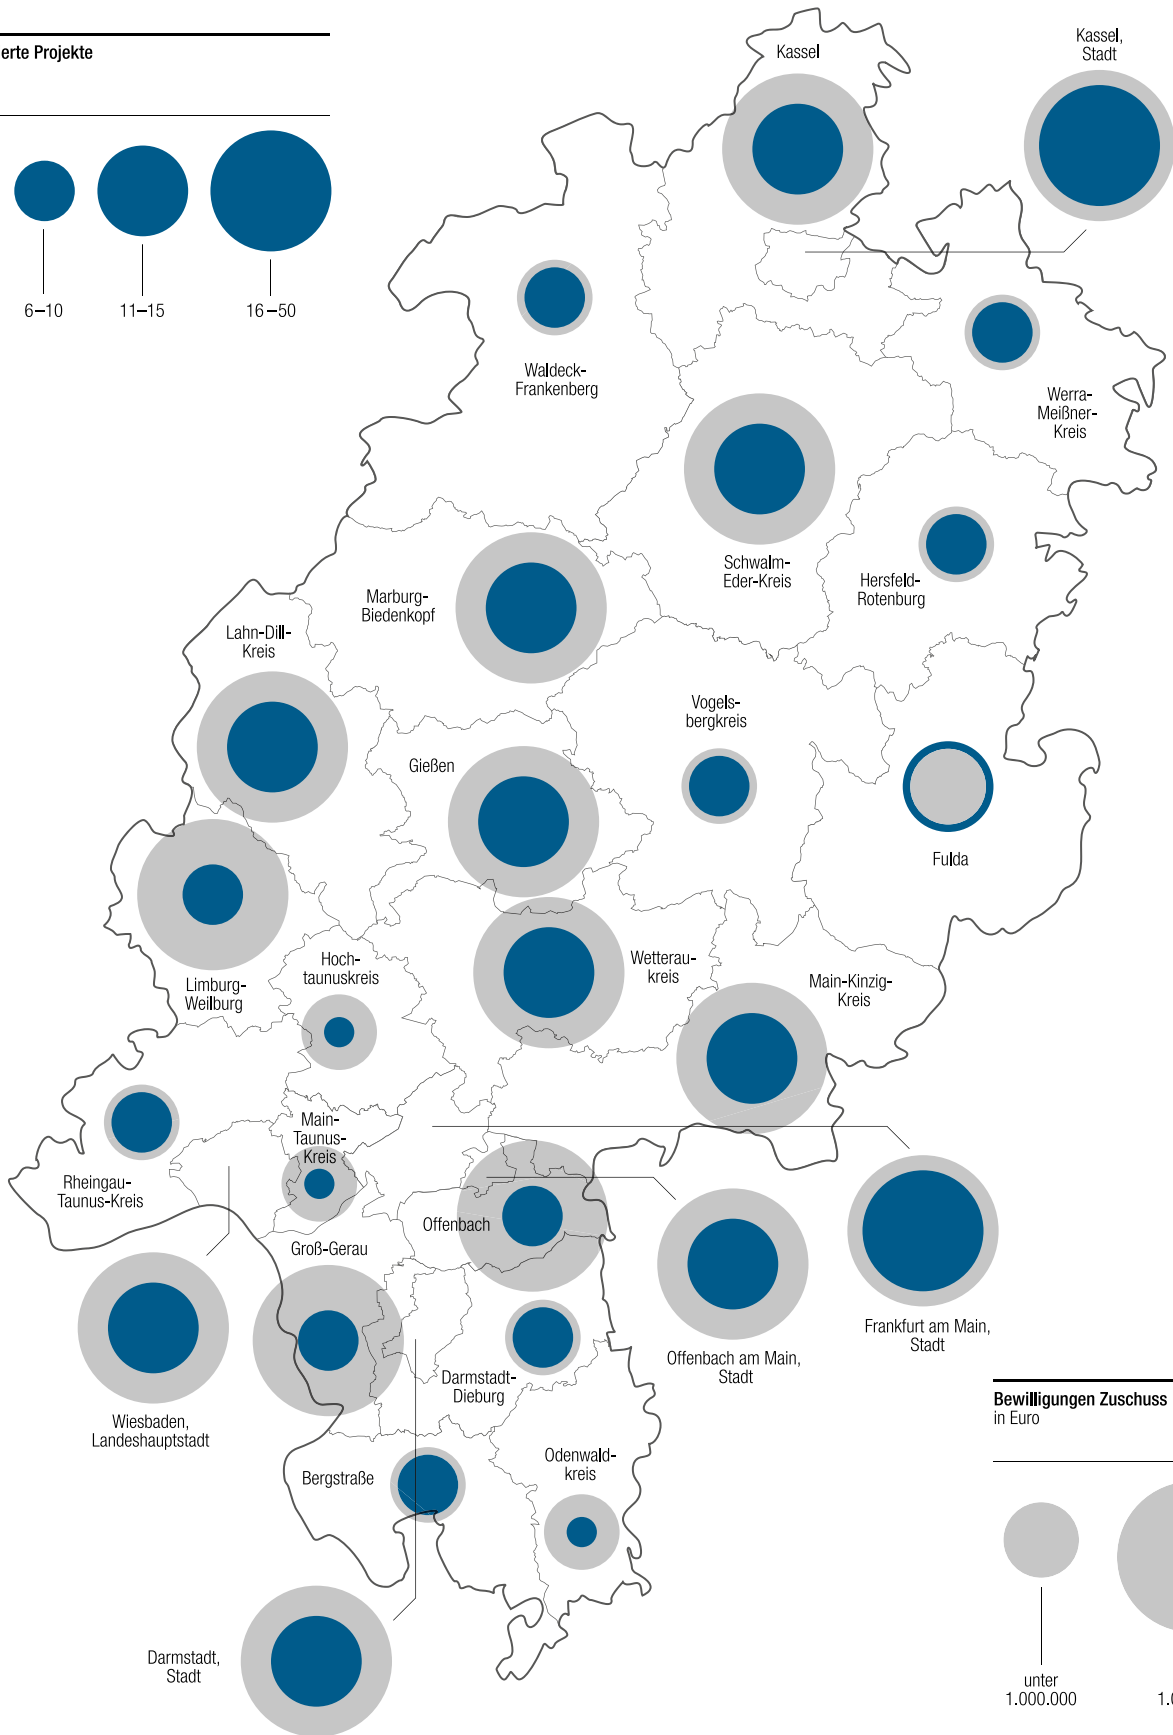 erte Projekte
6–10
11–15
16–50
Kassel
Kassel,
Stadt
Waldeck-
Frankenberg
Werra-
Meißner-
Kreis
Schwalm-
Eder-Kreis
Hersfeld-
Rotenburg
Marburg-
Biedenkopf
Lahn-Dill-
Kreis
Vogels-
bergkreis
Gießen
Fulda
Limburg-
Weilburg
Hoch-
taunuskreis
Wetterau-
kreis
Main-Kinzig-
Kreis
Main-
Taunus-
Kreis
Rheingau-
Taunus-Kreis
Offenbach
Groß-Gerau
Frankfurt am Main,
Stadt
Offenbach am Main,
Stadt
Darmstadt-
Dieburg
Wiesbaden,
Landeshauptstadt
Bergstraße
Odenwald-
kreis
Darmstadt,
Stadt
Bewilligungen Zuschuss
in Euro
unter
1.000.000
1.0